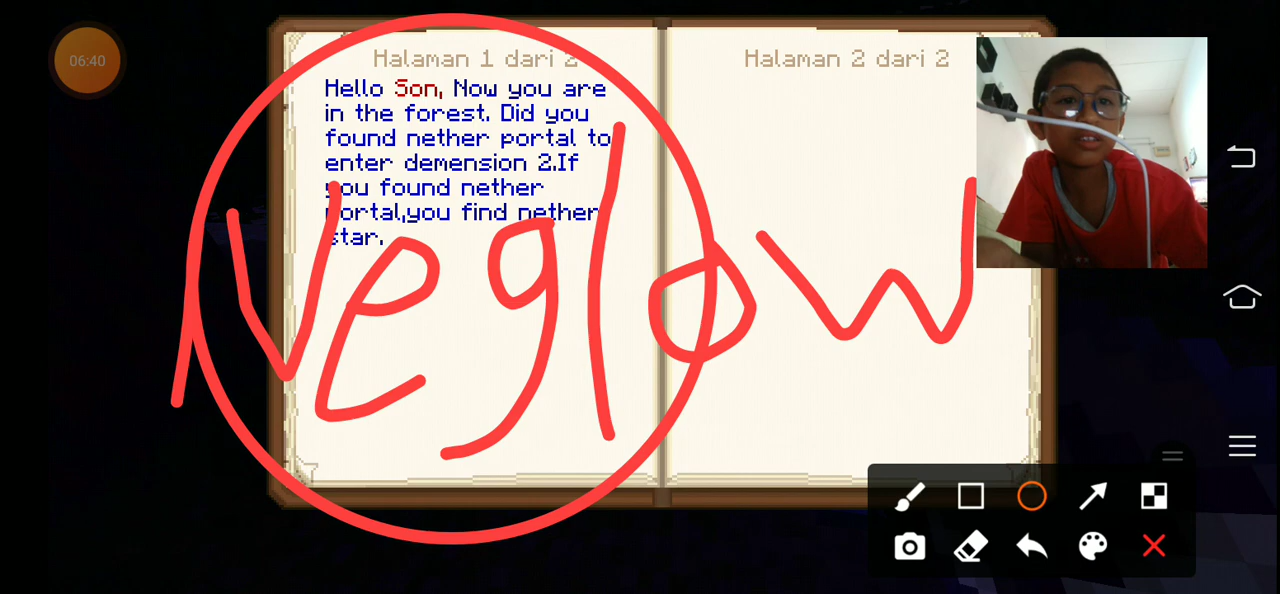 06:40
Halaman 1 dari 2
Hello Son, Now you are
in the forest. Did you
found nether portal to
enter demension 2.If
you found nether
portal,you find nether
star.
Halaman 2 dari 2
Neglow